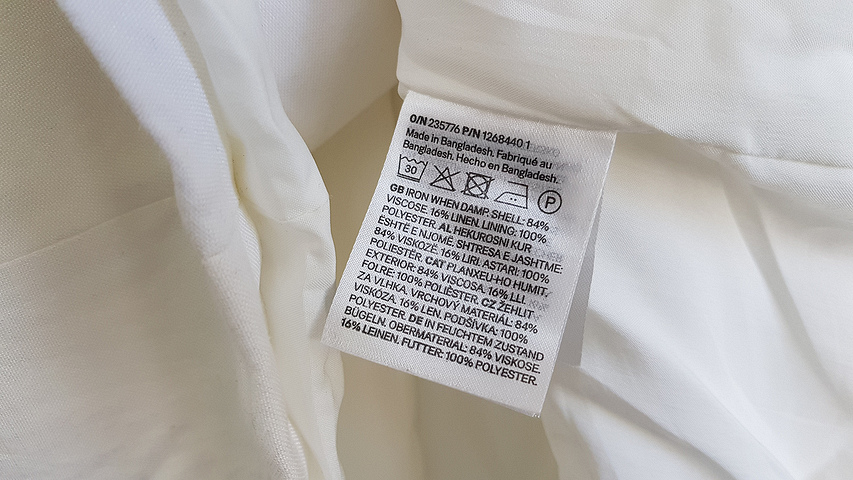 O/N 235776 P/N 1268440 1
Made in Bangladesh. Fabriqué au
Bangladesh. Hecho en Bangladesh.
30 P
GB IRON WHEN DAMP. SHELL: 84%
VISCOSE. 16% LINEN. LINING: 100%
POLYESTER. AL HEKUROSNI KUR
ËSHTË E NJOMË. SHTRESA E JASHTME:
84% VISKOZË. 16% LIRI. ASTARI: 100%
POLIESTËR. CAT PLANXEU-HO HUMIT.
EXTERIOR: 84% VISCOSA. 16% LLI.
FOLRE: 100% POLIÈSTER. CZ ŽEHLIT
ZA VLHKA. VRCHOVÝ MATERIÁL: 84%
VISKÓZA. 16% LEN. PODŠÍVKA: 100%
POLYESTER. DE IN FEUCHTEM ZUSTAND
BÜGELN. OBERMATERIAL: 84% VISKOSE.
16% LEINEN. FUTTER: 100% POLYESTER.